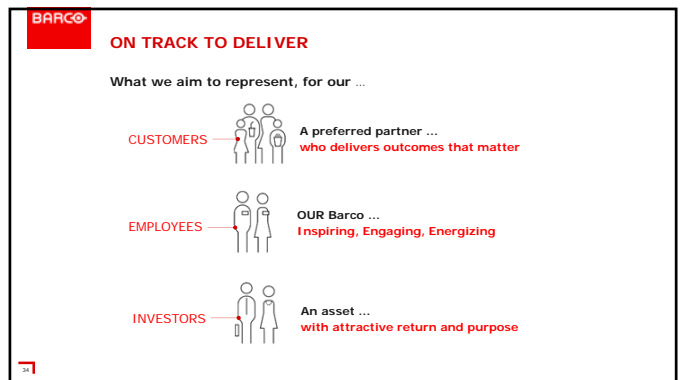 BARCO
ON TRACK TO DELIVER
What we aim to represent, for our ...
CUSTOMERS
A preferred partner ...
who delivers outcomes that matter
EMPLOYEES
OUR Barco ...
Inspiring, Engaging, Energizing
INVESTORS
An asset ...
with attractive return and purpose
34